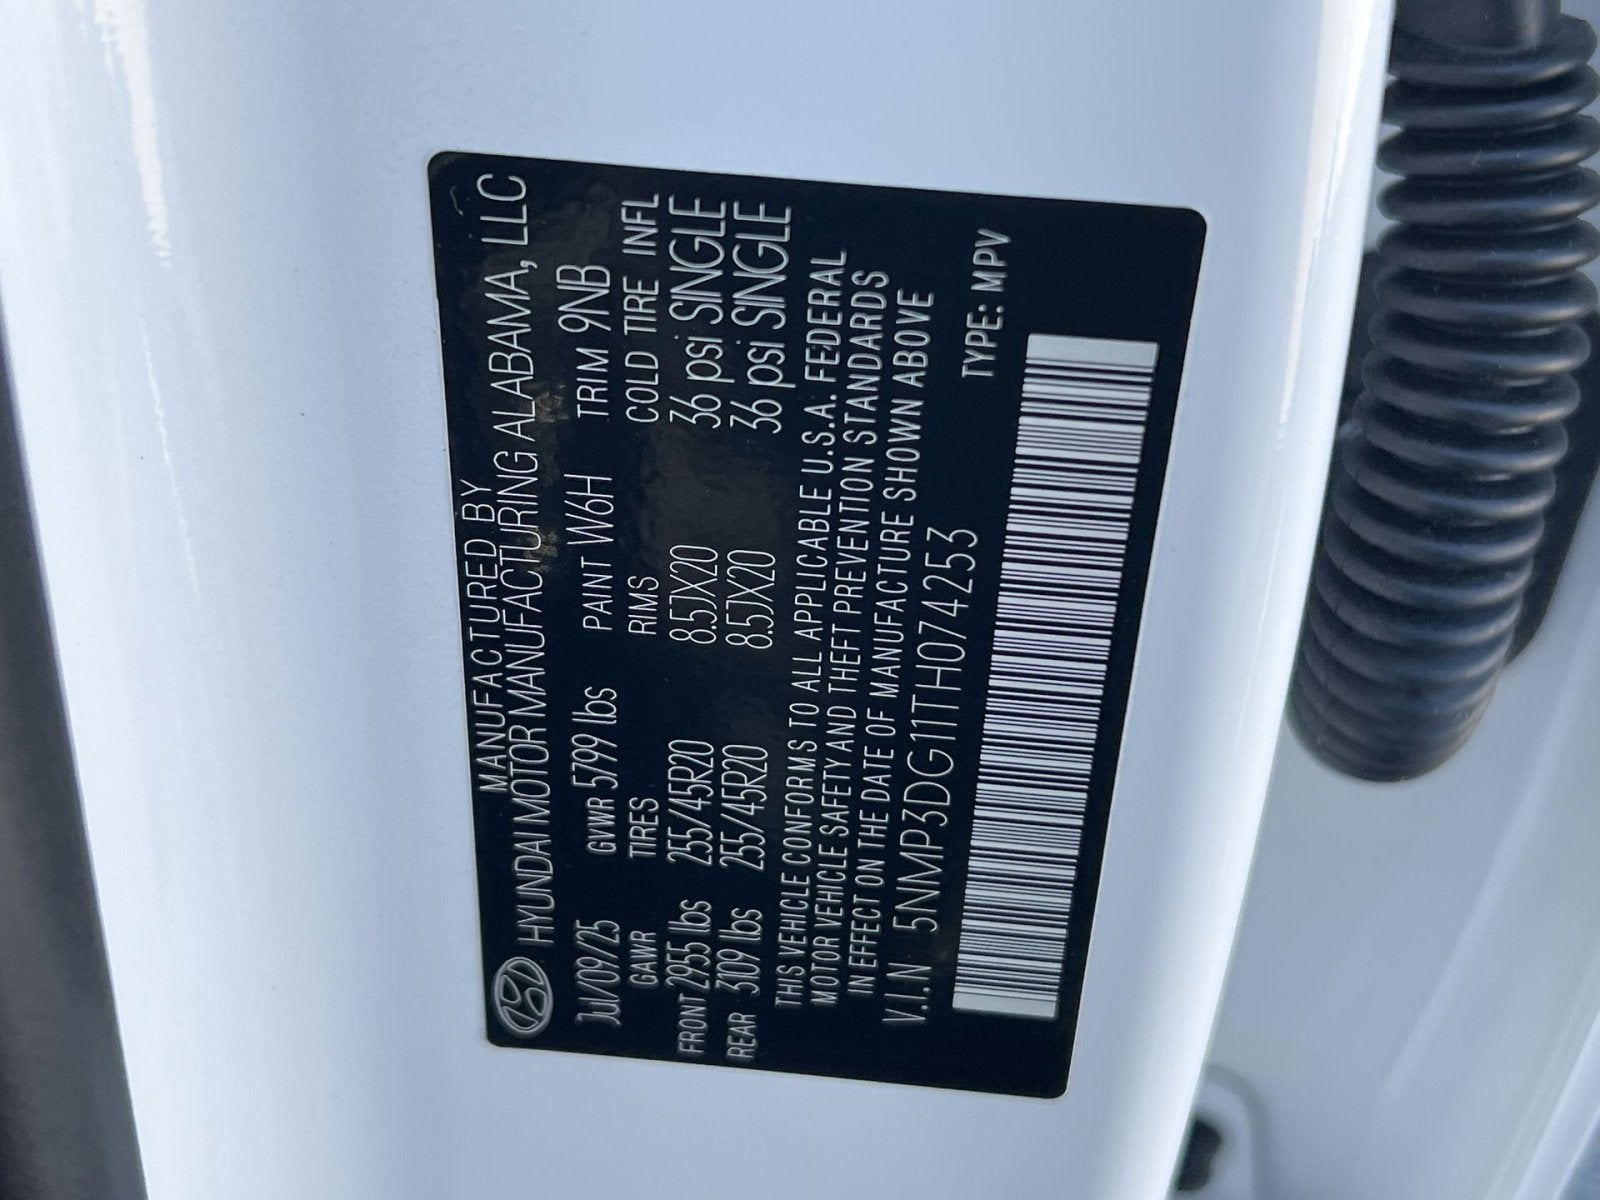 MANUFACTURED BY
HYUNDAI MOTOR MANUFACTURING ALABAMA, LLC
Jul/09/25 GVWR 5799 lbs PAINT W6H TRIM 9NB
GAWR TIRES RIMS COLD TIRE INFL
FRONT 2955 lbs 255/45R20 8.5JX20 36 psi SINGLE
REAR 3109 lbs 255/45R20 8.5JX20 36 psi SINGLE
THIS VEHICLE CONFORMS TO ALL APPLICABLE U.S.A. FEDERAL
MOTOR VEHICLE SAFETY AND THEFT PREVENTION STANDARDS
IN EFFECT ON THE DATE OF MANUFACTURE SHOWN ABOVE
V.I.N 5NMP3DG11TH074253
TYPE: MPV